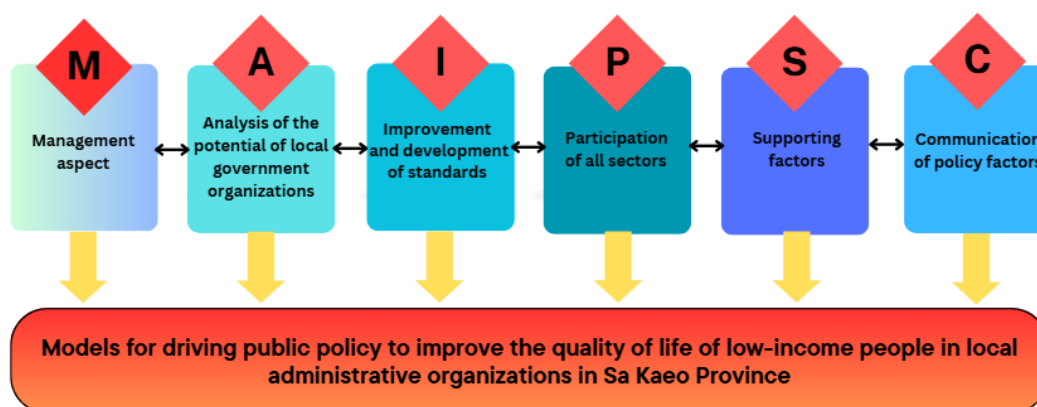 M
Management
aspect
A
Analysis of the
potential of local
government
organizations
I
Improvement
and development
of standards
P
Participation
of all sectors
S
Supporting
factors
C
Communication
of policy factors
Models for driving public policy to improve the quality of life of low-income people in local
administrative organizations in Sa Kaeo Province